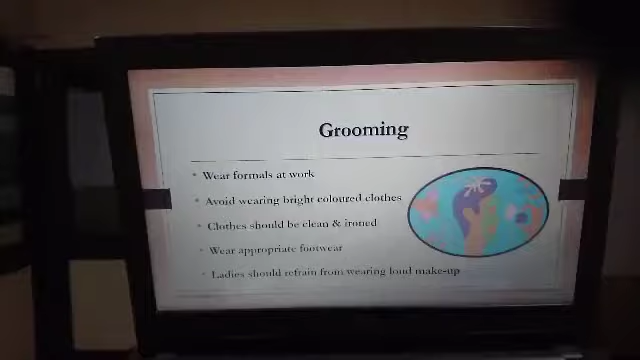 Grooming
Wear formals at work
Avoid wearing bright coloured clothes
Clothes should be clean & ironed
Wear appropriate footwear
Ladies should refrain from wearing loud make-up